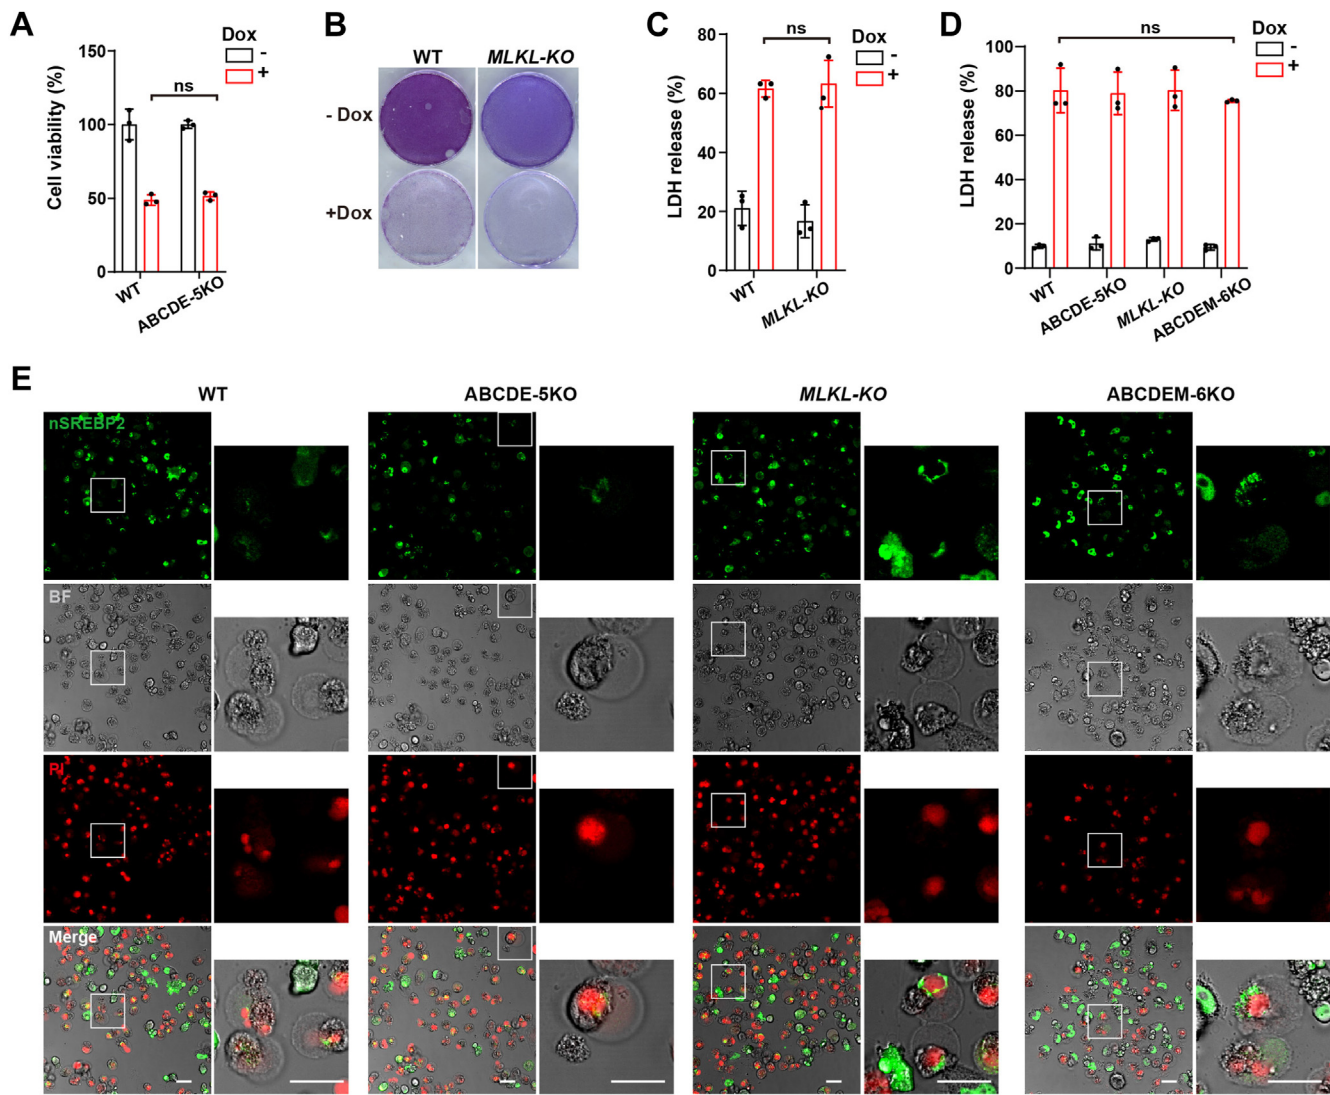 A
Dox
-
+
Cell viability (%)
150
100
50
0
ns
WT
ABCDE-5KO
B
WT
MLKL-KO
- Dox
+Dox
C
Dox
-
+
LDH release (%)
80
60
40
20
0
ns
WT
MLKL-KO
D
Dox
-
+
LDH release (%)
100
80
60
40
20
0
ns
WT
ABCDE-5KO
MLKL-KO
ABCDEM-6KO
E
WT
ABCDE-5KO
MLKL-KO
ABCDEM-6KO
nSREBP2
BF
PI
Merge